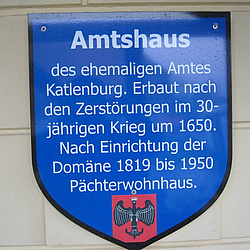 Amtshaus
des ehemaligen Amtes
Katlenburg. Erbaut nach
den Zerstörungen im 30-
jährigen Krieg um 1650.
Nach Einrichtung der
Domäne 1819 bis 1950
Pächterwohnhaus.